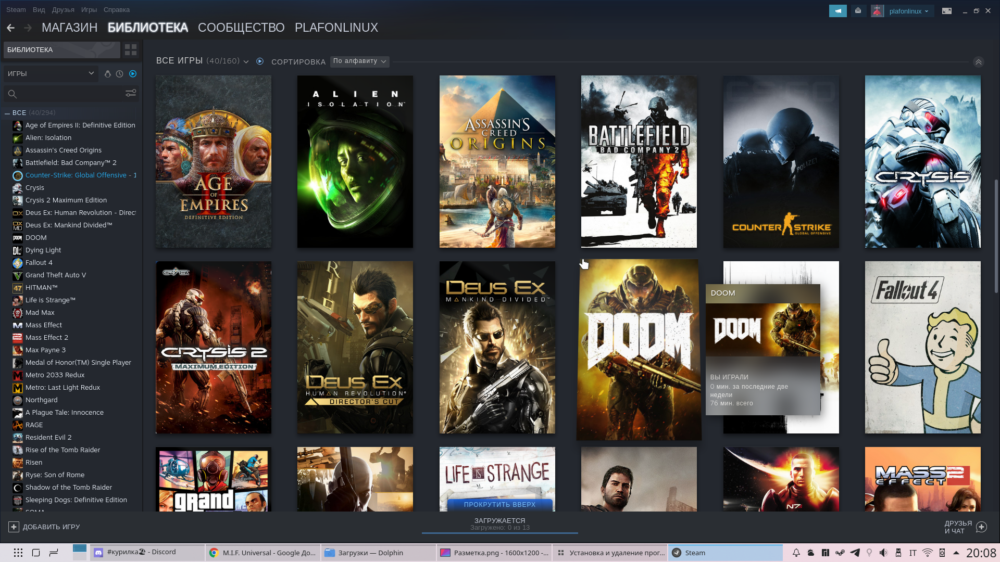 Steam Вид Друзья Игры Справка
plafonlinux
МАГАЗИН БИБЛИОТЕКА СООБЩЕСТВО PLAFONLINUX
БИБЛИОТЕКА
ИГРЫ
ВСЕ (40/294)
Age of Empires II: Definitive Edition
Alien: Isolation
Assassin's Creed Origins
Battlefield: Bad Company™ 2
Counter-Strike: Global Offensive - 1
Crysis
Crysis 2 Maximum Edition
Deus Ex: Human Revolution - Direct
Deus Ex: Mankind Divided™
DOOM
Dying Light
Fallout 4
Grand Theft Auto V
HITMAN™
Life is Strange™
Mad Max
Mass Effect
Mass Effect 2
Max Payne 3
Medal of Honor(TM) Single Player
Metro 2033 Redux
Metro: Last Light Redux
Northgard
A Plague Tale: Innocence
RAGE
Resident Evil 2
Rise of the Tomb Raider
Risen
Ryse: Son of Rome
Shadow of the Tomb Raider
Sleeping Dogs: Definitive Edition
SOMA
ВСЕ ИГРЫ (40/160) СОРТИРОВКА По алфавиту
AGE
OF
EMPIRES
II
DEFINITIVE EDITION
ALIEN
ISOLATION™
ASSASSIN'S
CREED
ORIGINS
BATTLEFIELD
BAD COMPANY 2
CS:GO
POLIZEI
COUNTER STRIKE
GLOBAL OFFENSIVE
CRYSIS
CRYTEK
CRYSIS 2
MAXIMUM EDITION
DEUS EX
HUMAN REVOLUTION®
DIRECTOR'S CUT
DEUS EX
MANKIND DIVIDED™
DOOM
DOOM
DOOM
ВЫ ИГРАЛИ
0 мин. за последние две
недели
76 мин. всего
Fallout 4
grand
LIFE IS STRANGE
ПРОКРУТИТЬ ВВЕРХ
N7
MASS 2
EFFECT
ДОБАВИТЬ ИГРУ
ЗАГРУЖАЕТСЯ
Загружено: 0 из 13
ДРУЗЬЯ
И ЧАТ
#курилка🏖 - Discord
M.I.F. Universal - Google До...
Загрузки — Dolphin
Разметка.png - 1600x1200 -...
Установка и удаление прог...
Steam
IT
20:08